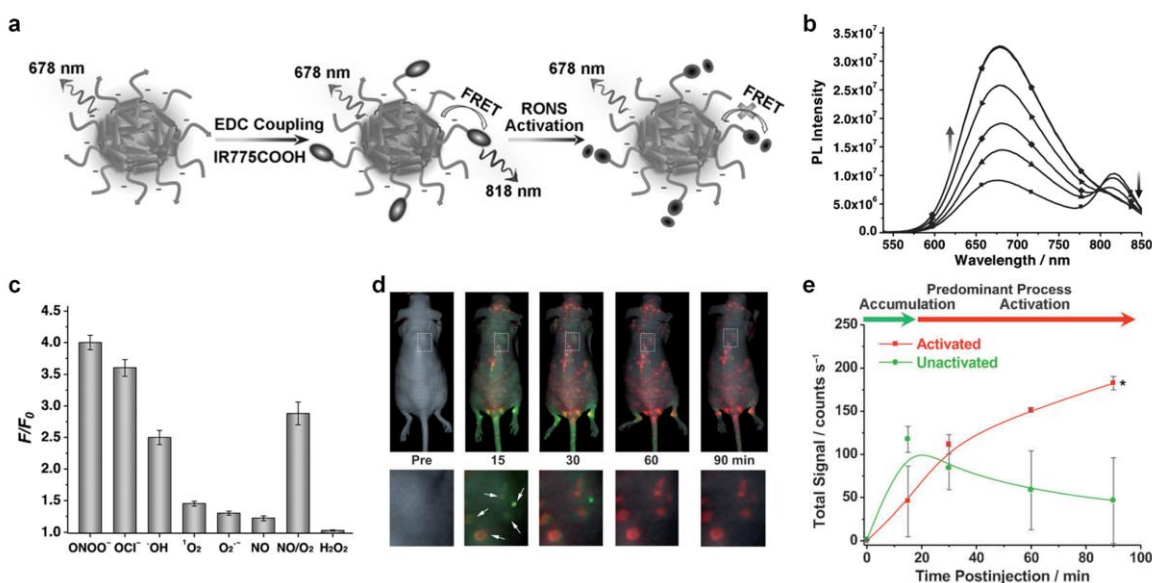 a
678 nm
EDC Coupling
IR775COOH
678 nm
FRET
818 nm
RONS
Activation
678 nm
FRET
b
PL Intensity
3.5x10⁷
3.0x10⁷
2.5x10⁷
2.0x10⁷
1.5x10⁷
1.0x10⁷
5.0x10⁶
0.0
550 600 650 700 750 800 850
Wavelength / nm
c
F/F₀
4.5
4.0
3.5
3.0
2.5
2.0
1.5
1.0
ONOO⁻ OCl⁻ ·OH ¹O₂ O₂·⁻ NO NO/O₂ H₂O₂
d
Pre 15 30 60 90 min
e
Predominant Process
Accumulation Activation
Total Signal / counts s⁻¹
250
200
150
100
50
0
Activated
Unactivated
*
0 20 40 60 80 100
Time Postinjection / min